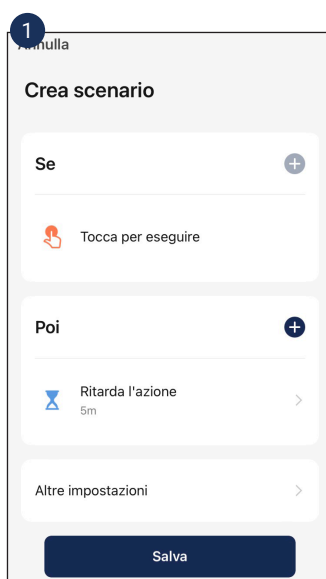 1
Annulla
Crea scenario
Se
Tocca per eseguire
Poi
Ritarda l'azione
5m
Altre impostazioni
Salva